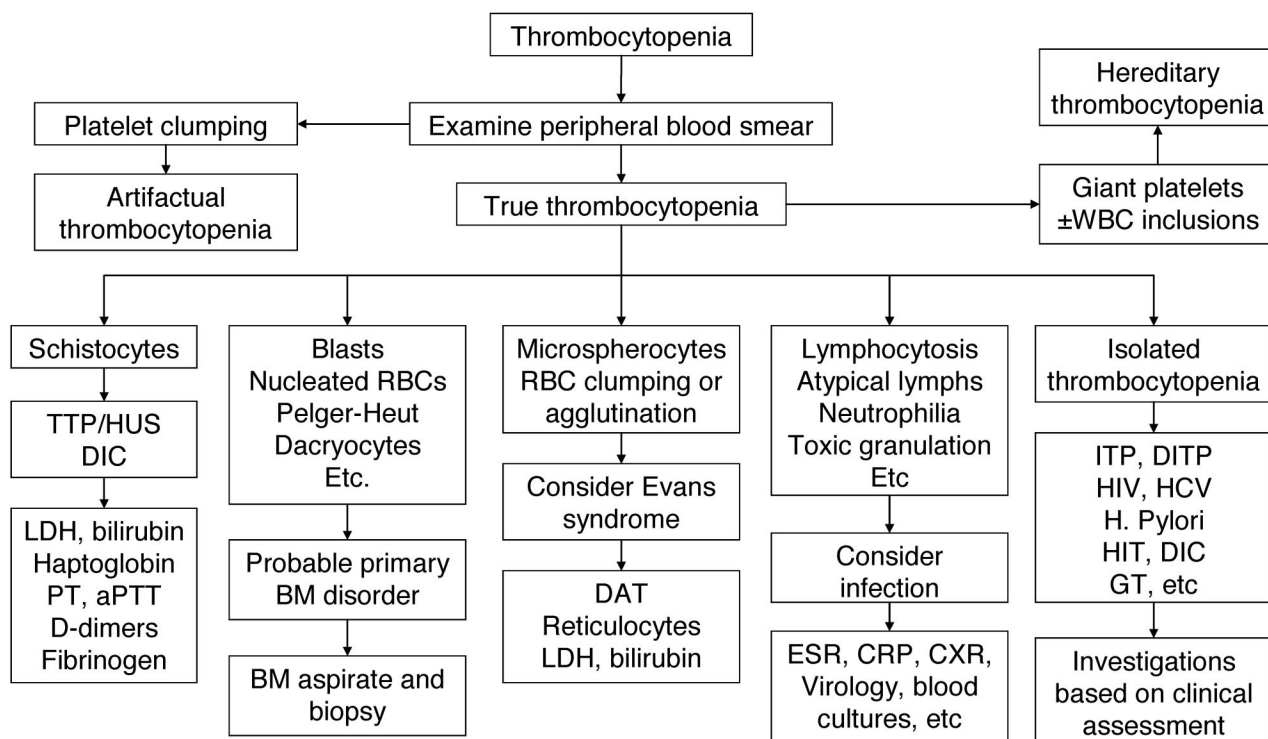 Thrombocytopenia
Hereditary
thrombocytopenia
Platelet clumping
Examine peripheral blood smear
Artifactual
thrombocytopenia
True thrombocytopenia
Giant platelets
±WBC inclusions
Schistocytes
TTP/HUS
DIC
LDH, bilirubin
Haptoglobin
PT, aPTT
D-dimers
Fibrinogen
Blasts
Nucleated RBCs
Pelger-Heut
Dacryocytes
Etc.
Probable primary
BM disorder
BM aspirate and
biopsy
Microspherocytes
RBC clumping or
agglutination
Consider Evans
syndrome
DAT
Reticulocytes
LDH, bilirubin
Lymphocytosis
Atypical lymphs
Neutrophilia
Toxic granulation
Etc
Consider
infection
ESR, CRP, CXR,
Virology, blood
cultures, etc
Isolated
thrombocytopenia
ITP, DITP
HIV, HCV
H. Pylori
HIT, DIC
GT, etc
Investigations
based on clinical
assessment